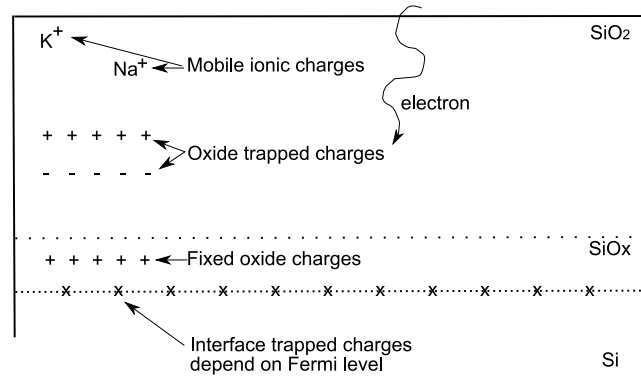 SiO2
K+
Mobile ionic charges
Na+
electron
+ + + + +
Oxide trapped charges
- - - - -
SiOx
+ + + + +
Fixed oxide charges
x x x x x x x x x x
Interface trapped charges
depend on Fermi level
Si